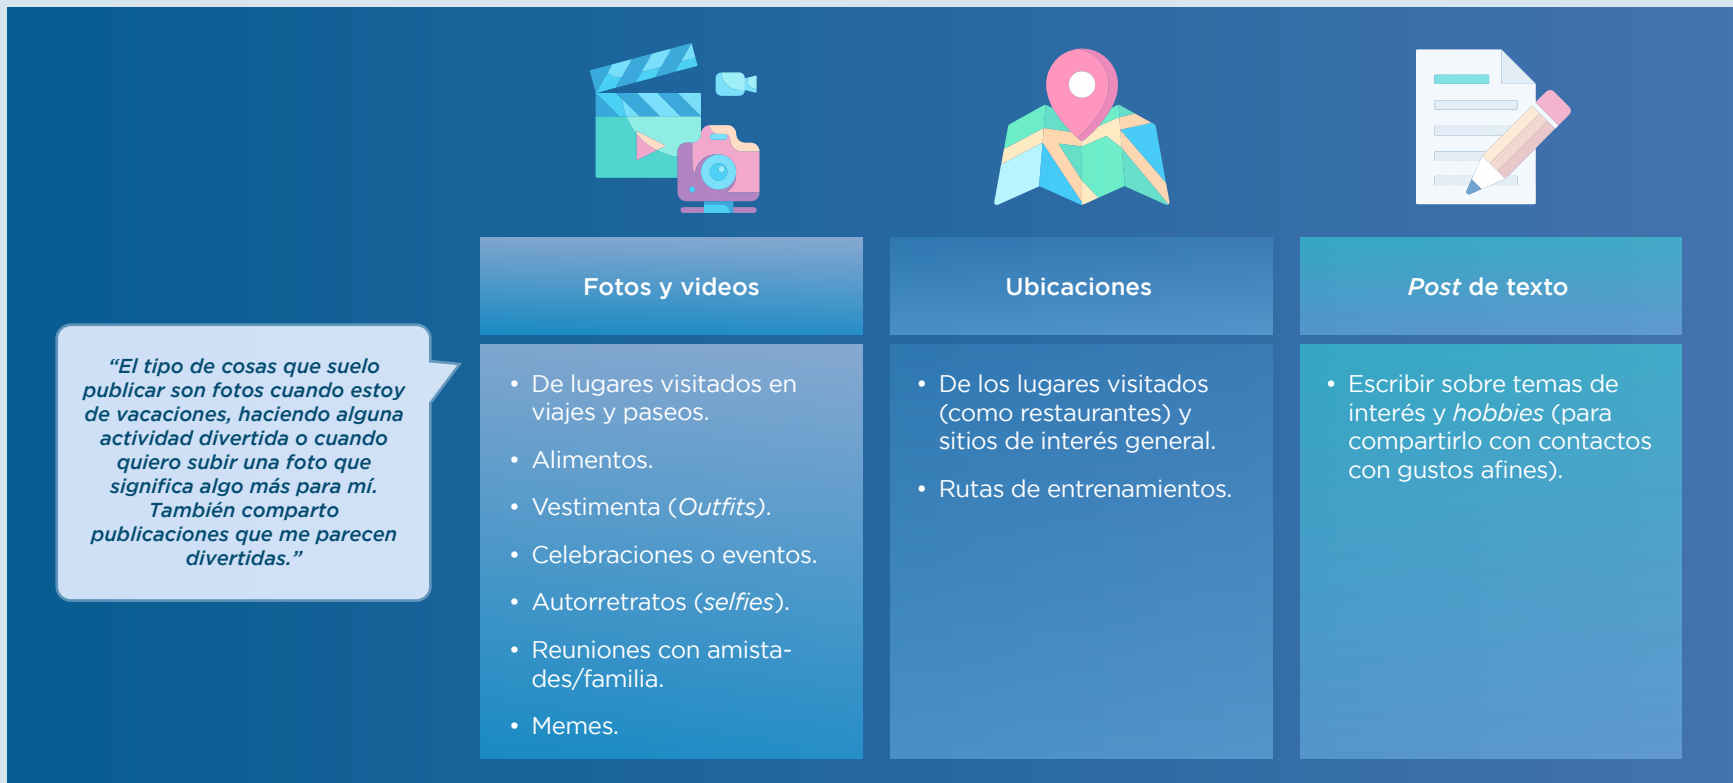 “El tipo de cosas que suelo
publicar son fotos cuando estoy
de vacaciones, haciendo alguna
actividad divertida o cuando
quiero subir una foto que
significa algo más para mí.
También comparto
publicaciones que me parecen
divertidas.”
Fotos y videos
• De lugares visitados en
viajes y paseos.
• Alimentos.
• Vestimenta (Outfits).
• Celebraciones o eventos.
• Autorretratos (selfies).
• Reuniones con amista-
des/familia.
• Memes.
Ubicaciones
• De los lugares visitados
(como restaurantes) y
sitios de interés general.
• Rutas de entrenamientos.
Post de texto
• Escribir sobre temas de
interés y hobbies (para
compartirlo con contactos
con gustos afines).